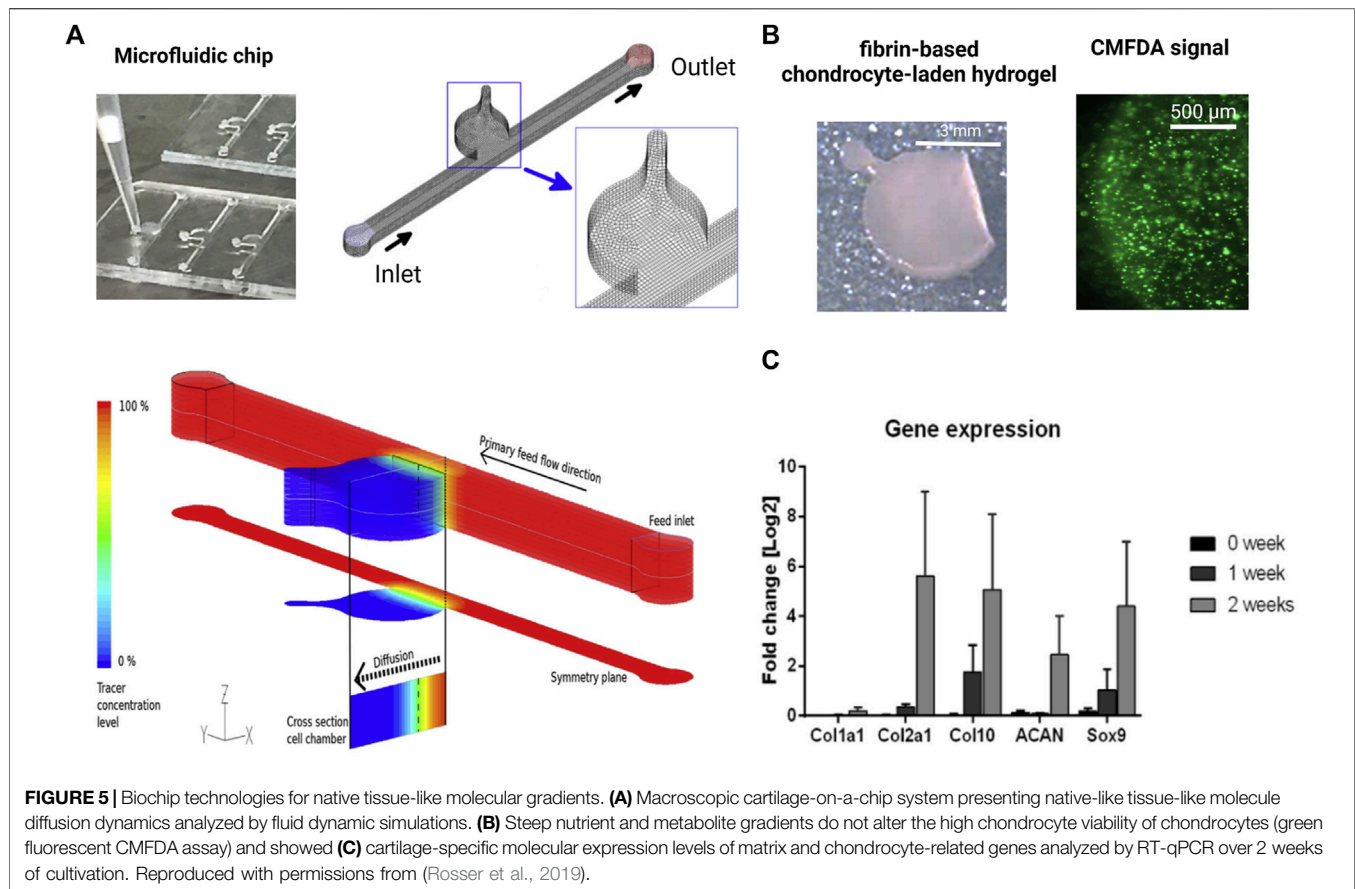 A
Microfluidic chip
Outlet
Inlet
B
fibrin-based
chondrocyte-laden hydrogel
3 mm
CMFDA signal
500 µm
100 %
0 %
Tracer
concentration
level
Z
Y
X
Primary feed flow direction
Feed inlet
Diffusion
Symmetry plane
Cross section
cell chamber
C
Gene expression
Fold change [Log2]
10
8
6
4
2
0
Col1a1 Col2a1 Col10 ACAN Sox9
0 week
1 week
2 weeks
FIGURE 5 | Biochip technologies for native tissue-like molecular gradients. (A) Macroscopic cartilage-on-a-chip system presenting native-like tissue-like molecule
diffusion dynamics analyzed by fluid dynamic simulations. (B) Steep nutrient and metabolite gradients do not alter the high chondrocyte viability of chondrocytes (green
fluorescent CMFDA assay) and showed (C) cartilage-specific molecular expression levels of matrix and chondrocyte-related genes analyzed by RT-qPCR over 2 weeks
of cultivation. Reproduced with permissions from (Rosser et al., 2019).